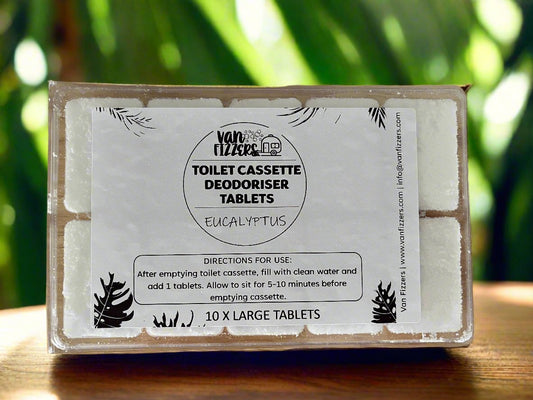 VAN
FIZZERS
TOILET CASSETTE
DEODORISER
TABLETS
EUCALYPTUS
DIRECTIONS FOR USE:
After emptying toilet cassette, fill with clean water and
add 1 tablets. Allow to sit for 5-10 minutes before
emptying cassette.
10 X LARGE TABLETS
Van Fizzers | www.vanfizzers.com | info@vanfizzers.com